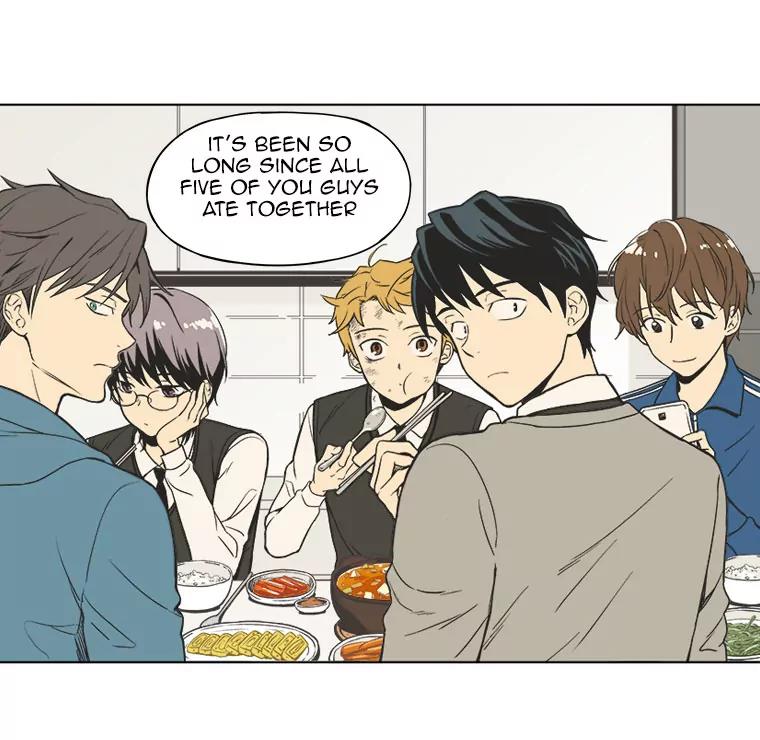 IT'S BEEN SO
LONG SINCE ALL
FIVE OF YOU GUYS
ATE TOGETHER